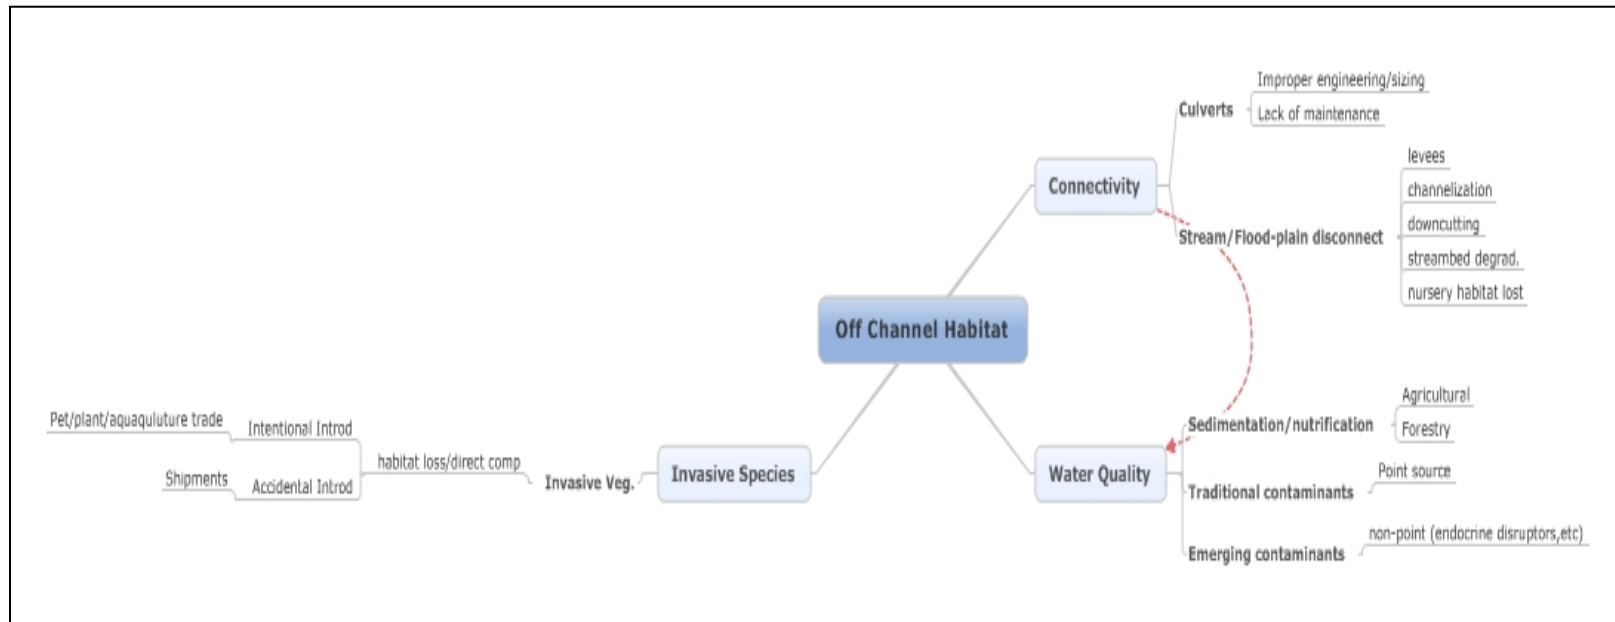 Improper engineering/sizing
Culverts
Lack of maintenance
levees
Connectivity
channelization
downcutting
Stream/Flood-plain disconnect
streambed degrad.
nursery habitat lost
Off Channel Habitat
Agricultural
Sedimentation/nutrification
Forestry
Pet/plant/aquaquluture trade
Intentional Introd
habitat loss/direct comp
Shipments
Accidental Introd
Invasive Veg.
Invasive Species
Water Quality
Point source
Traditional contaminants
non-point (endocrine disruptors,etc)
Emerging contaminants